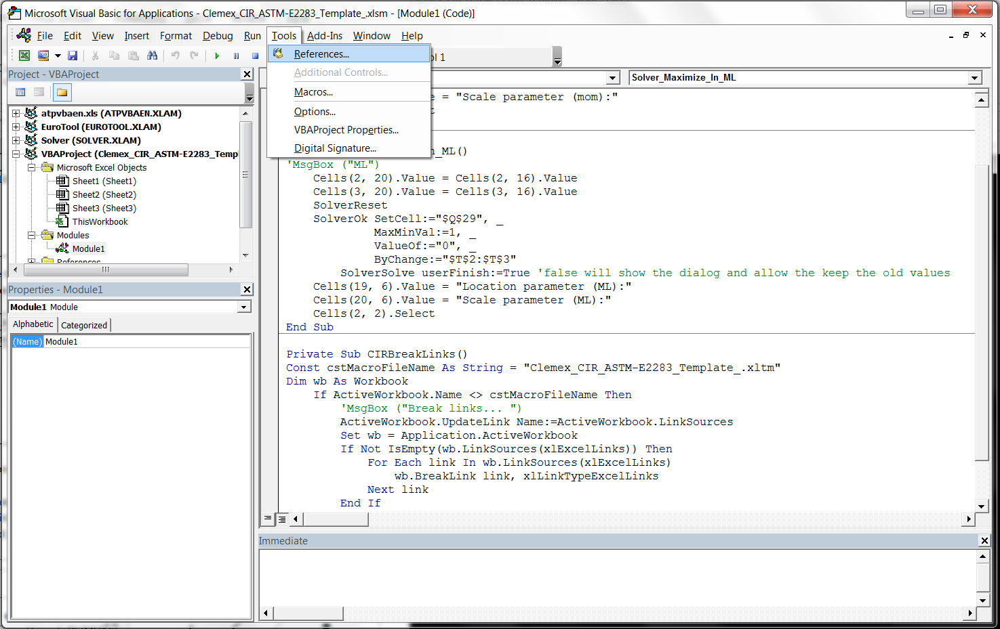 Microsoft Visual Basic for Applications - Clemex_CIR_ASTM-E2283_Template_.xlsm - [Module1 (Code)]
File Edit View Insert Format Debug Run Tools Add-Ins Window Help
References...
Additional Controls...
Macros...
Options...
VBAProject Properties...
Digital Signature...
ol 1
Project - VBAProject
atpvbaen.xls (ATPVBAEN.XLAM)
EuroTool (EUROTOOL.XLAM)
Solver (SOLVER.XLAM)
VBAProject (Clemex_CIR_ASTM-E2283_Temp
Microsoft Excel Objects
Sheet1 (Sheet1)
Sheet2 (Sheet2)
Sheet3 (Sheet3)
ThisWorkbook
Modules
Module1
References
Properties - Module1
Module1 Module
Alphabetic Categorized
(Name) Module1
Solver_Maximize_In_ML
e = "Scale parameter (mom):"
t
n_ML()
'MsgBox ("ML")
Cells(2, 20).Value = Cells(2, 16).Value
Cells(3, 20).Value = Cells(3, 16).Value
SolverReset
SolverOk SetCell:="$Q$29", _
MaxMinVal:=1, _
ValueOf:="0", _
ByChange:="$T$2:$T$3"
SolverSolve userFinish:=True 'false will show the dialog and allow the keep the old values
Cells(19, 6).Value = "Location parameter (ML):"
Cells(20, 6).Value = "Scale parameter (ML):"
Cells(2, 2).Select
End Sub
Private Sub CIRBreakLinks()
Const cstMacroFileName As String = "Clemex_CIR_ASTM-E2283_Template_.xltm"
Dim wb As Workbook
If ActiveWorkbook.Name <> cstMacroFileName Then
'MsgBox ("Break links... ")
ActiveWorkbook.UpdateLink Name:=ActiveWorkbook.LinkSources
Set wb = Application.ActiveWorkbook
If Not IsEmpty(wb.LinkSources(xlExcelLinks)) Then
For Each link In wb.LinkSources(xlExcelLinks)
wb.BreakLink link, xlLinkTypeExcelLinks
Next link
End If
Immediate